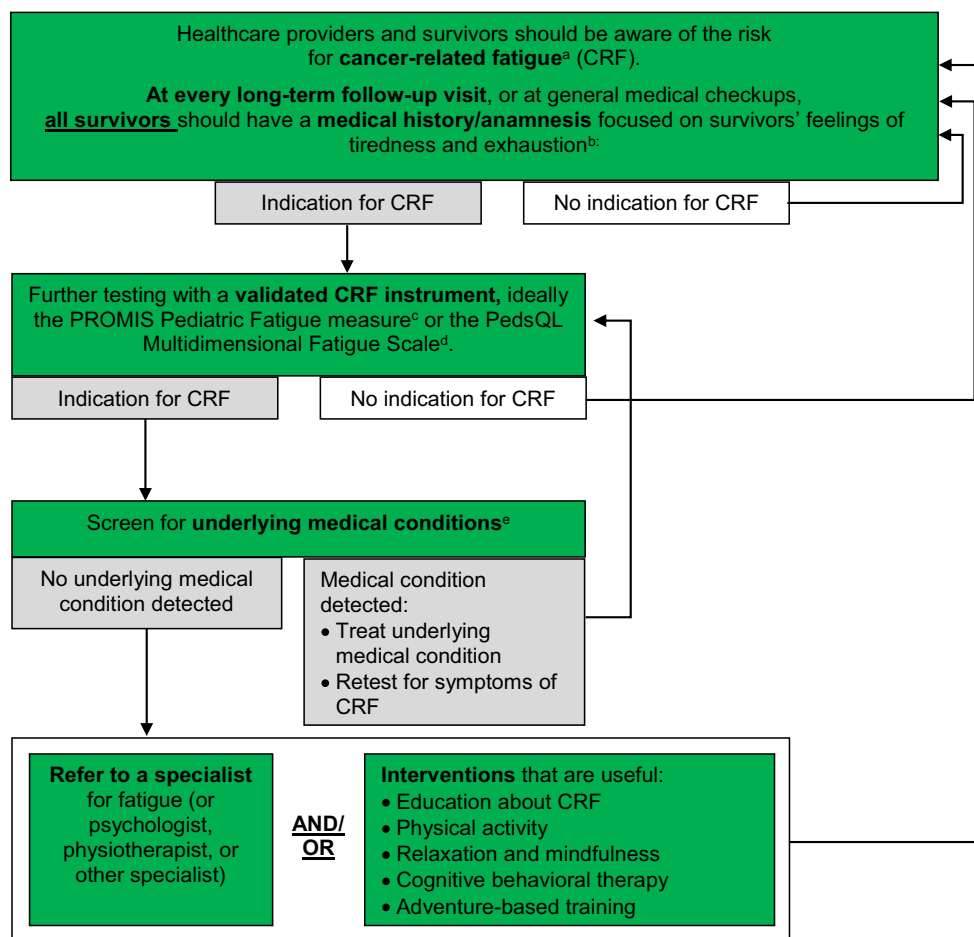 Healthcare providers and survivors should be aware of the risk
for cancer-related fatigueᵃ (CRF).
At every long-term follow-up visit, or at general medical checkups,
all survivors should have a medical history/anamnesis focused on survivors’ feelings of
tiredness and exhaustionᵇ:
Indication for CRF
No indication for CRF
Further testing with a validated CRF instrument, ideally
the PROMIS Pediatric Fatigue measureᶜ or the PedsQL
Multidimensional Fatigue Scaleᵈ.
Indication for CRF
No indication for CRF
Screen for underlying medical conditionsᵉ
No underlying medical
condition detected
Medical condition
detected:
• Treat underlying
medical condition
• Retest for symptoms of
CRF
Refer to a specialist
for fatigue (or
psychologist,
physiotherapist, or
other specialist)
AND/
OR
Interventions that are useful:
• Education about CRF
• Physical activity
• Relaxation and mindfulness
• Cognitive behavioral therapy
• Adventure-based training